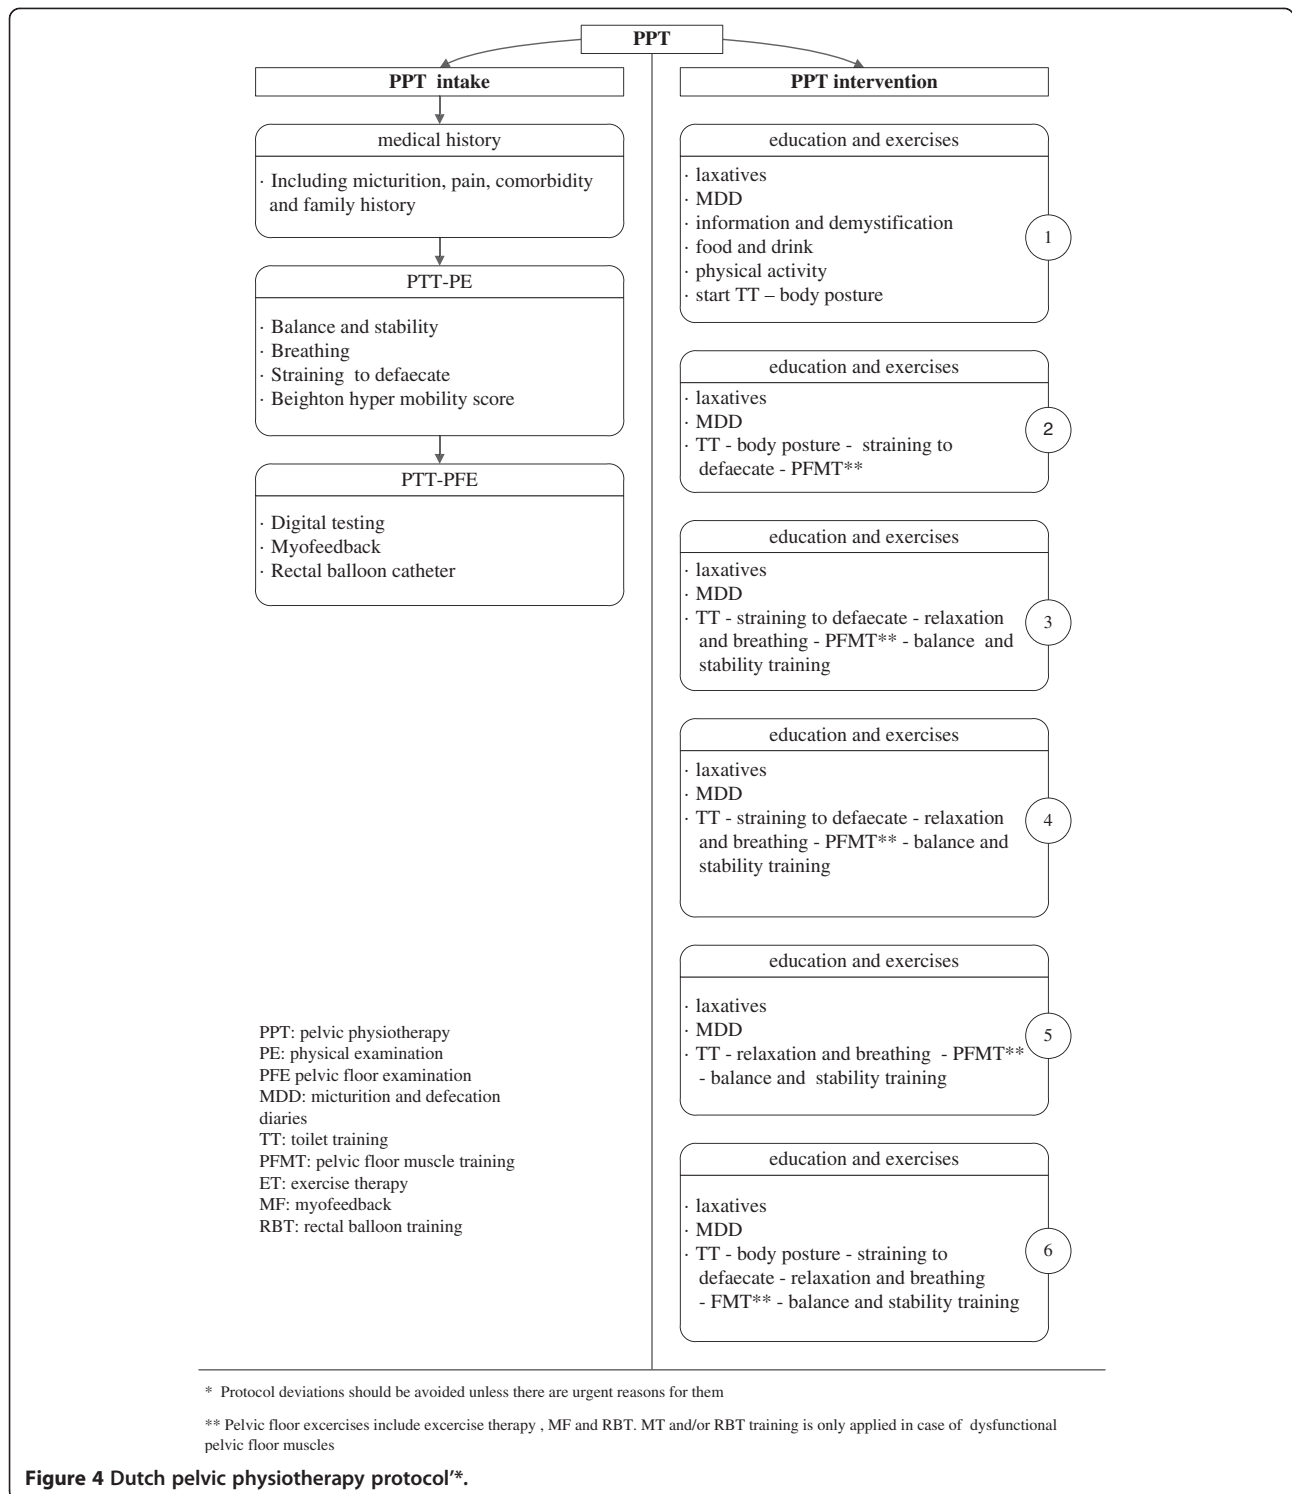 PPT
PPT intake
medical history
· Including micturition, pain, comorbidity
and family history
PTT-PE
· Balance and stability
· Breathing
· Straining to defaecate
· Beighton hyper mobility score
PTT-PFE
· Digital testing
· Myofeedback
· Rectal balloon catheter
PPT: pelvic physiotherapy
PE: physical examination
PFE pelvic floor examination
MDD: micturition and defecation
diaries
TT: toilet training
PFMT: pelvic floor muscle training
ET: exercise therapy
MF: myofeedback
RBT: rectal balloon training
PPT intervention
education and exercises
· laxatives
· MDD
· information and demystification
· food and drink
· physical activity
· start TT – body posture
1
education and exercises
· laxatives
· MDD
· TT - body posture - straining to
defaecate - PFMT**
2
education and exercises
· laxatives
· MDD
· TT - straining to defaecate - relaxation
and breathing - PFMT** - balance and
stability training
3
education and exercises
· laxatives
· MDD
· TT - straining to defaecate - relaxation
and breathing - PFMT** - balance and
stability training
4
education and exercises
· laxatives
· MDD
· TT - relaxation and breathing - PFMT**
- balance and stability training
5
education and exercises
· laxatives
· MDD
· TT - body posture - straining to
defaecate - relaxation and breathing
- FMT** - balance and stability training
6
* Protocol deviations should be avoided unless there are urgent reasons for them
** Pelvic floor excercises include excercise therapy , MF and RBT. MT and/or RBT training is only applied in case of dysfunctional
pelvic floor muscles
Figure 4 Dutch pelvic physiotherapy protocol'*.